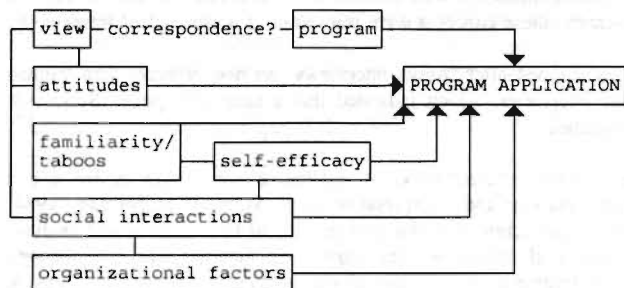 view correspondence? program
attitudes PROGRAM APPLICATION
familiarity/
taboos
self-efficacy
social interactions
organizational factors